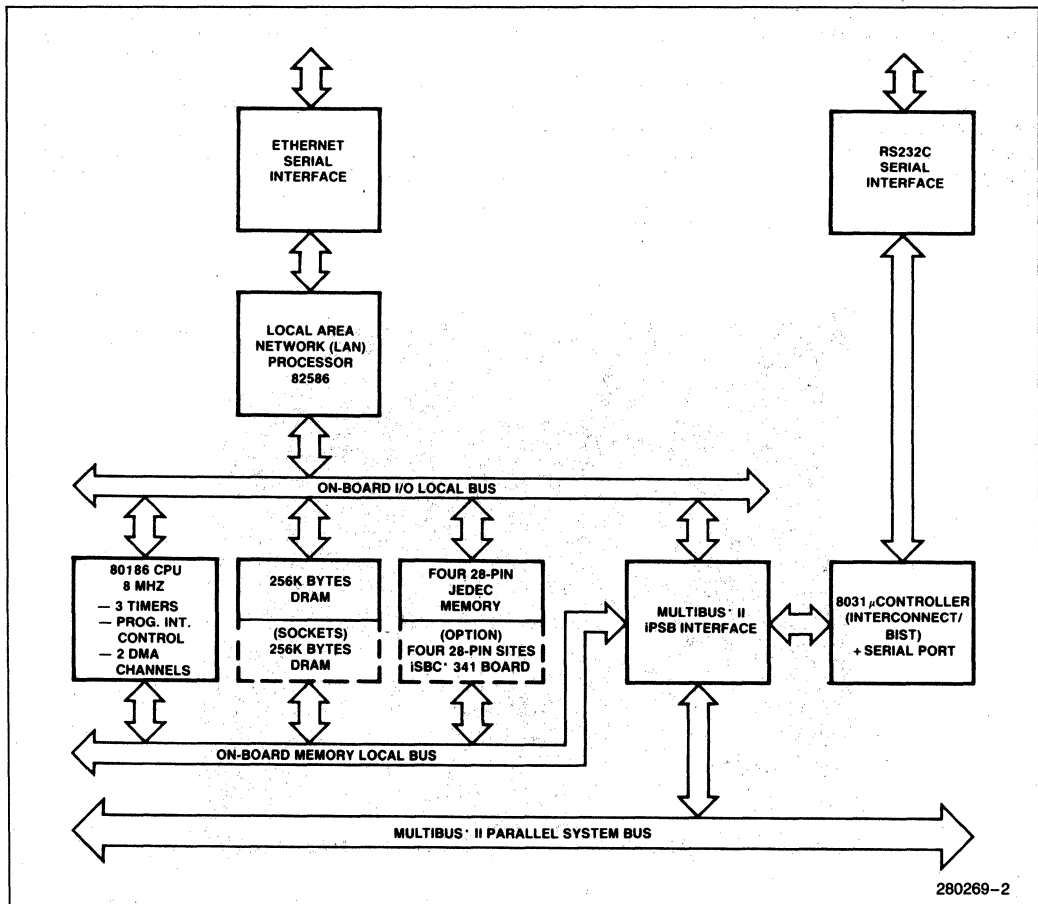 ETHERNET
SERIAL
INTERFACE
RS232C
SERIAL
INTERFACE
LOCAL AREA
NETWORK (LAN)
PROCESSOR
82586
ON-BOARD I/O LOCAL BUS
80186 CPU
8 MHZ
— 3 TIMERS
— PROG. INT.
CONTROL
— 2 DMA
CHANNELS
256K BYTES
DRAM
(SOCKETS)
256K BYTES
DRAM
FOUR 28-PIN
JEDEC
MEMORY
(OPTION)
FOUR 28-PIN SITES
iSBC* 341 BOARD
MULTIBUS* II
iPSB INTERFACE
8031 μCONTROLLER
(INTERCONNECT/
BIST)
+ SERIAL PORT
ON-BOARD MEMORY LOCAL BUS
MULTIBUS* II PARALLEL SYSTEM BUS
280269–2